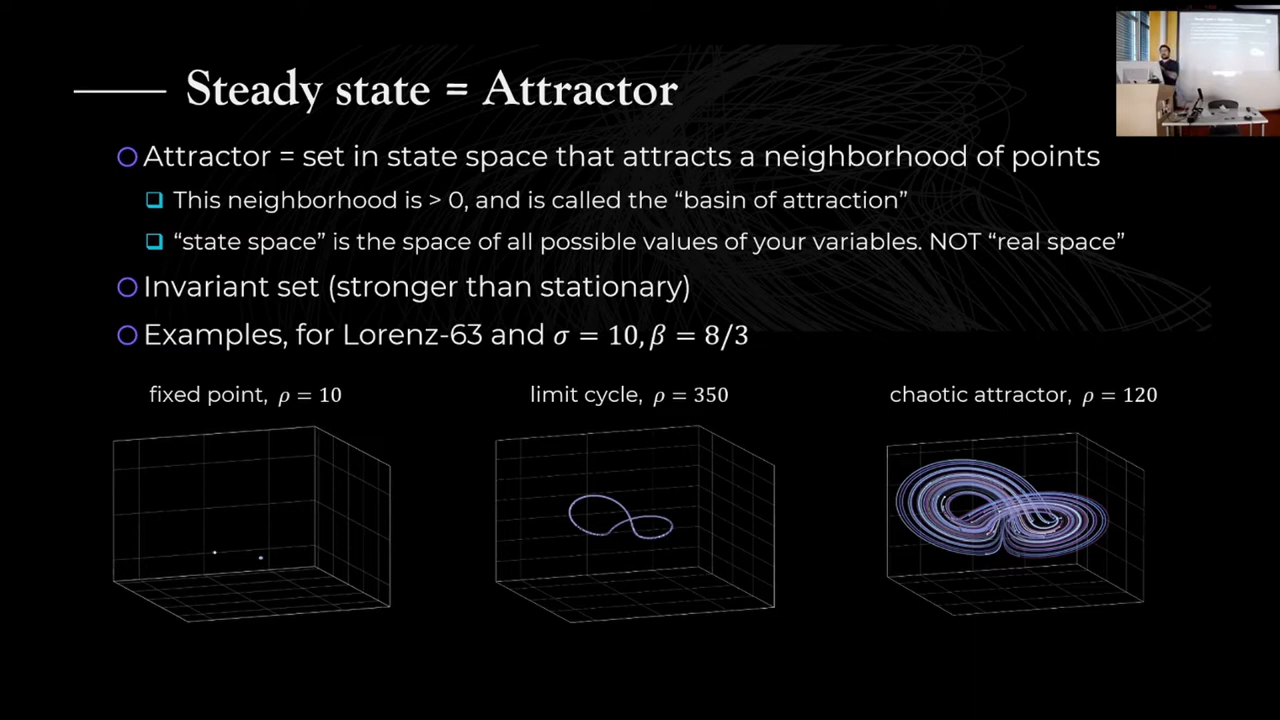 Steady state = Attractor
Attractor = set in state space that attracts a neighborhood of points
This neighborhood is > 0, and is called the “basin of attraction”
“state space” is the space of all possible values of your variables. NOT “real space”
Invariant set (stronger than stationary)
Examples, for Lorenz-63 and σ = 10, β = 8/3
fixed point, ρ = 10
limit cycle, ρ = 350
chaotic attractor, ρ = 120